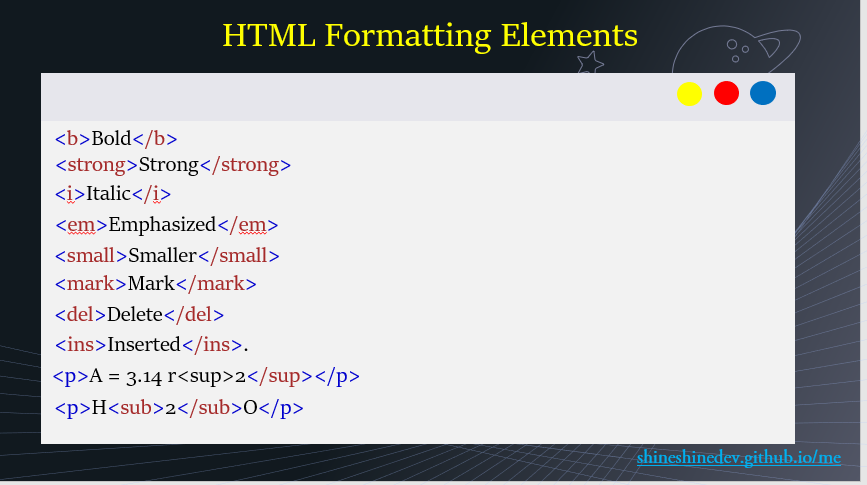 HTML Formatting Elements
<b>Bold</b>
<strong>Strong</strong>
<i>Italic</i>
<em>Emphasized</em>
<small>Smaller</small>
<mark>Mark</mark>
<del>Delete</del>
<ins>Inserted</ins>.
<p>A = 3.14 r<sup>2</sup></p>
<p>H<sub>2</sub>O</p>
shineshinedev.github.io/me